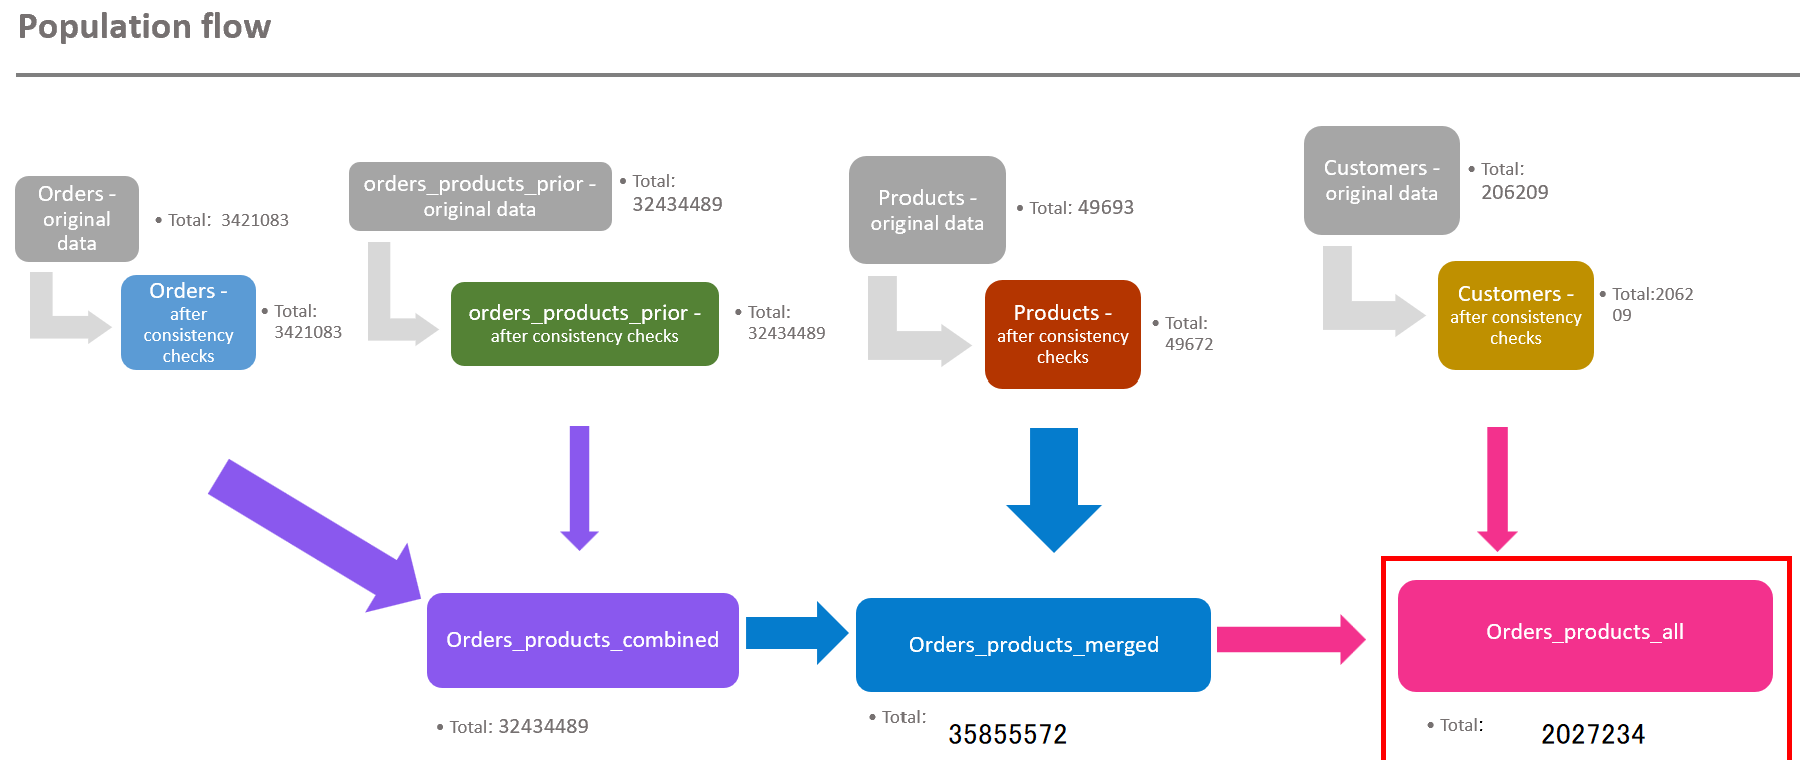 Population flow
Orders -
original
data
• Total: 3421083
orders_products_prior -
original data
• Total:
32434489
Products -
original data
• Total: 49693
Customers -
original data
• Total:
206209
Orders -
after
consistency
checks
• Total:
3421083
orders_products_prior -
after consistency checks
• Total:
32434489
Products -
after consistency
checks
• Total:
49672
Customers -
after consistency
checks
• Total:2062
09
Orders_products_combined
• Total: 32434489
Orders_products_merged
• Total:
35855572
Orders_products_all
• Total:
2027234